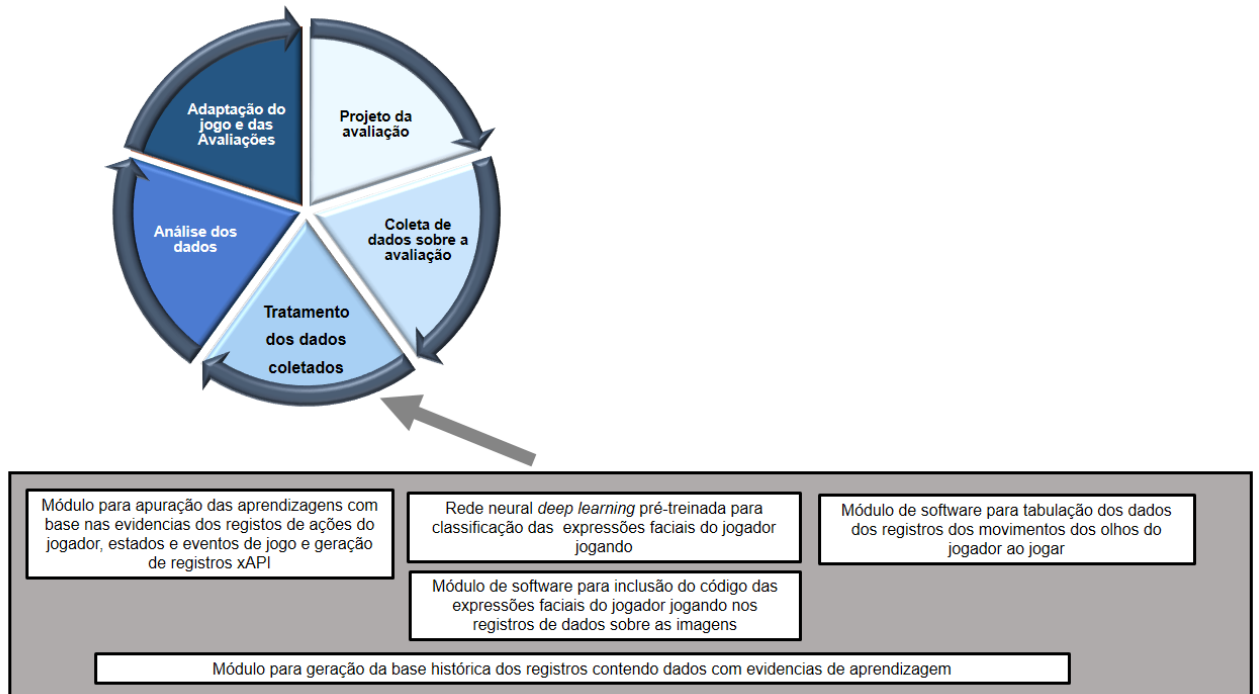 Adaptação do
jogo e das
Avaliações
Projeto da
avaliação
Análise dos
dados
Coleta de
dados sobre a
avaliação
Tratamento
dos dados
coletados
Módulo para apuração das aprendizagens com
base nas evidencias dos registos de ações do
jogador, estados e eventos de jogo e geração
de registros xAPI
Rede neural deep learning pré-treinada para
classificação das expressões faciais do jogador
jogando
Módulo de software para tabulação dos dados
dos registros dos movimentos dos olhos do
jogador ao jogar
Módulo de software para inclusão do código das
expressões faciais do jogador jogando nos
registros de dados sobre as imagens
Módulo para geração da base histórica dos registros contendo dados com evidencias de aprendizagem